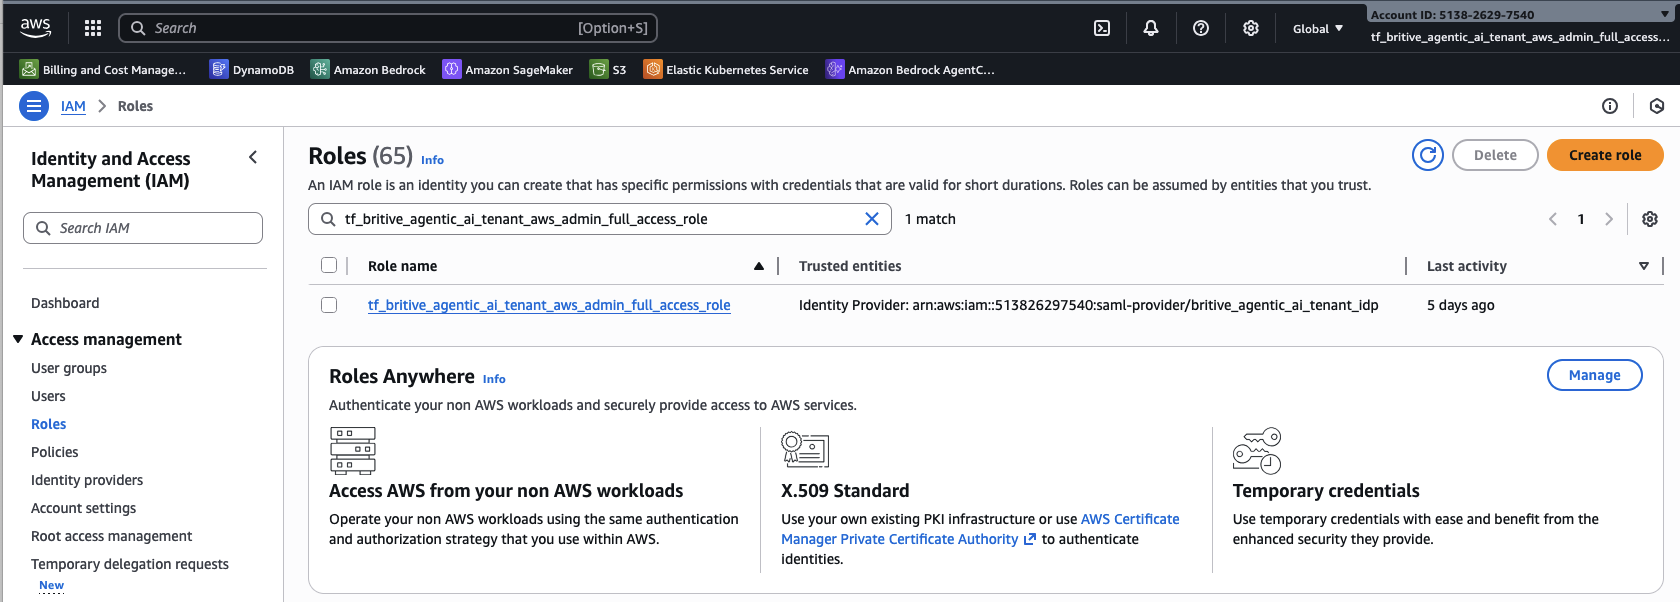 aws
Search
[Option+S]
Global
Account ID: 5138-2629-7540
tf_britive_agentic_ai_tenant_aws_admin_full_access...
Billing and Cost Manage...
DynamoDB
Amazon Bedrock
Amazon SageMaker
S3
Elastic Kubernetes Service
Amazon Bedrock AgentC...
IAM
Roles
Identity and Access
Management (IAM)
Search IAM
Dashboard
Access management
User groups
Users
Roles
Policies
Identity providers
Account settings
Root access management
Temporary delegation requests
New
Roles (65) Info
Delete
Create role
An IAM role is an identity you can create that has specific permissions with credentials that are valid for short durations. Roles can be assumed by entities that you trust.
tf_britive_agentic_ai_tenant_aws_admin_full_access_role
1 match
1
Role name
Trusted entities
Last activity
tf_britive_agentic_ai_tenant_aws_admin_full_access_role
Identity Provider: arn:aws:iam::513826297540:saml-provider/britive_agentic_ai_tenant_idp
5 days ago
Roles Anywhere Info
Manage
Authenticate your non AWS workloads and securely provide access to AWS services.
Access AWS from your non AWS workloads
Operate your non AWS workloads using the same authentication
and authorization strategy that you use within AWS.
X.509 Standard
Use your own existing PKI infrastructure or use AWS Certificate
Manager Private Certificate Authority to authenticate
identities.
Temporary credentials
Use temporary credentials with ease and benefit from the
enhanced security they provide.